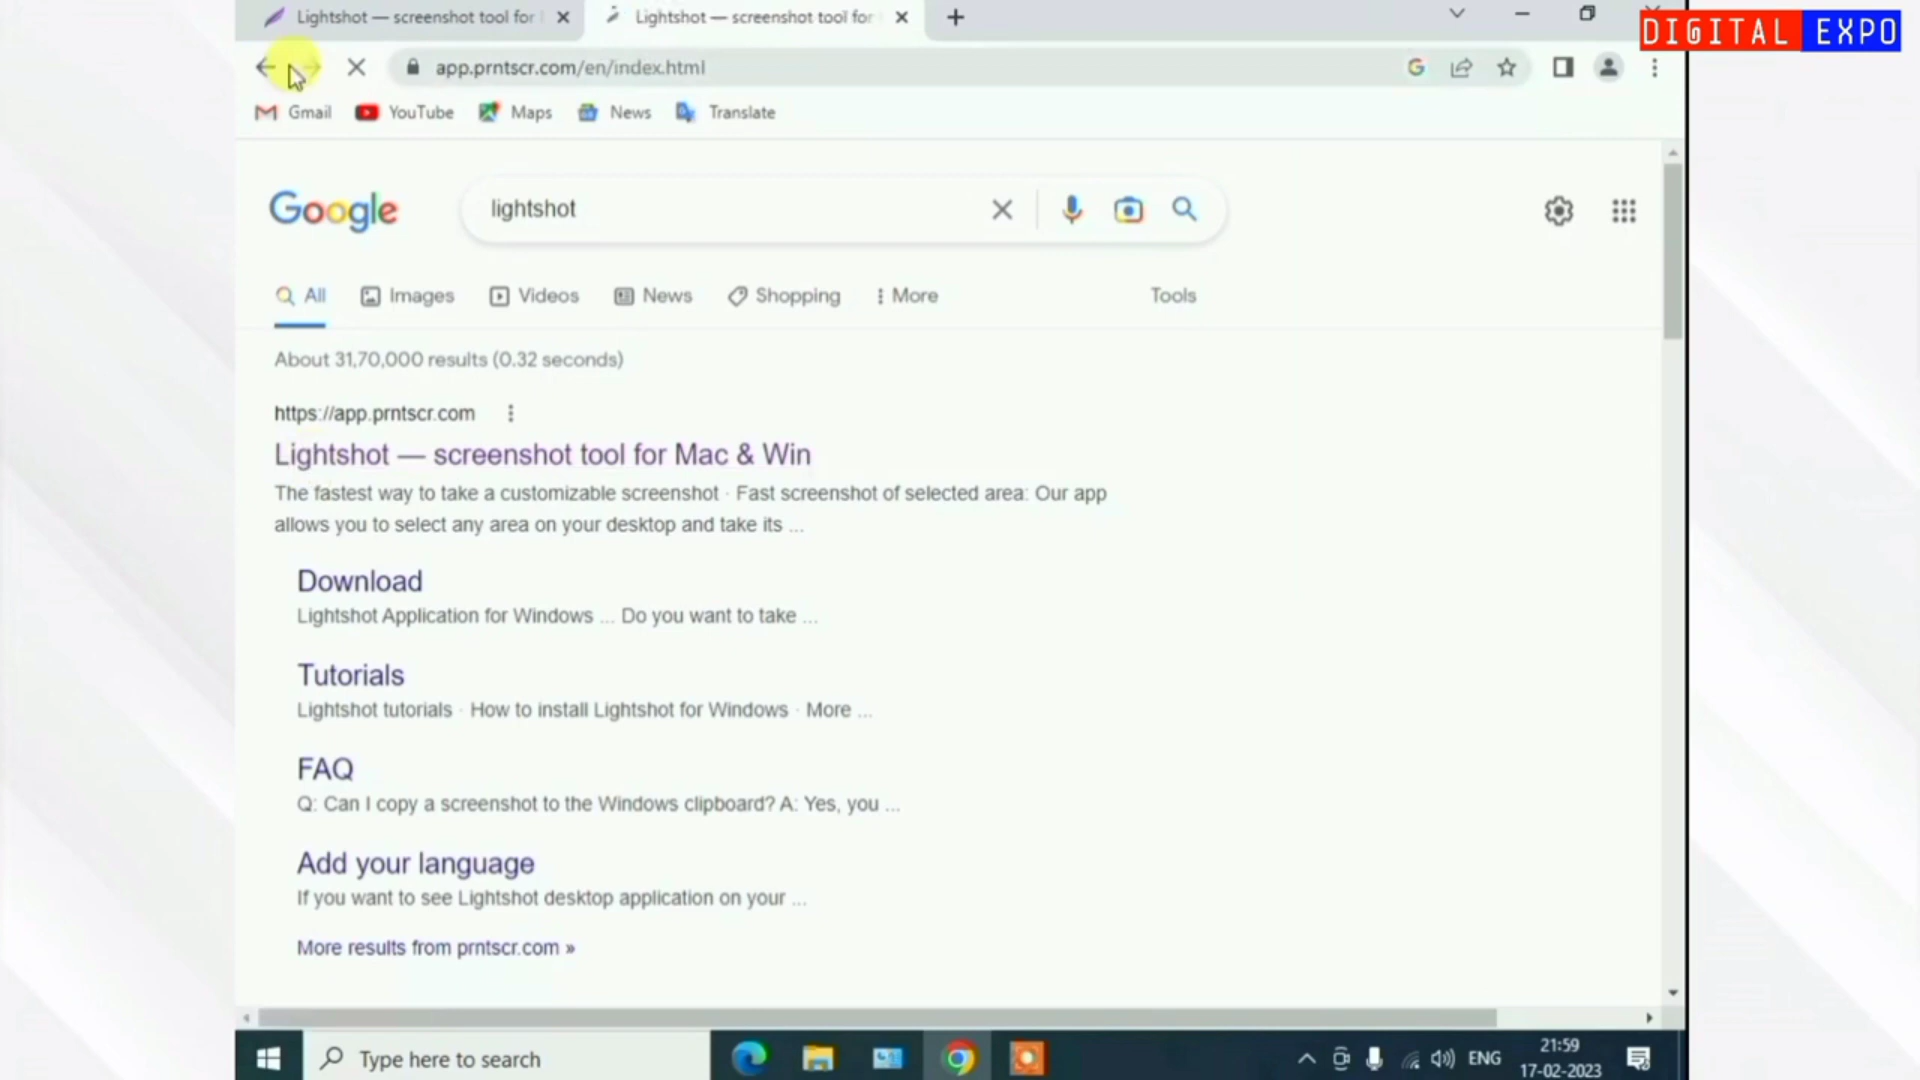 Lightshot — screenshot tool for
Lightshot — screenshot tool for
DIGITAL EXPO
app.prntscr.com/en/index.html
Gmail YouTube Maps News Translate
Google
lightshot
All Images Videos News Shopping More Tools
About 31,70,000 results (0.32 seconds)
https://app.prntscr.com
Lightshot — screenshot tool for Mac & Win
The fastest way to take a customizable screenshot · Fast screenshot of selected area: Our app
allows you to select any area on your desktop and take its ...
Download
Lightshot Application for Windows ... Do you want to take ...
Tutorials
Lightshot tutorials · How to install Lightshot for Windows · More ...
FAQ
Q: Can I copy a screenshot to the Windows clipboard? A: Yes, you ...
Add your language
If you want to see Lightshot desktop application on your ...
More results from prntscr.com »
Type here to search
ENG
21:59
17-02-2023